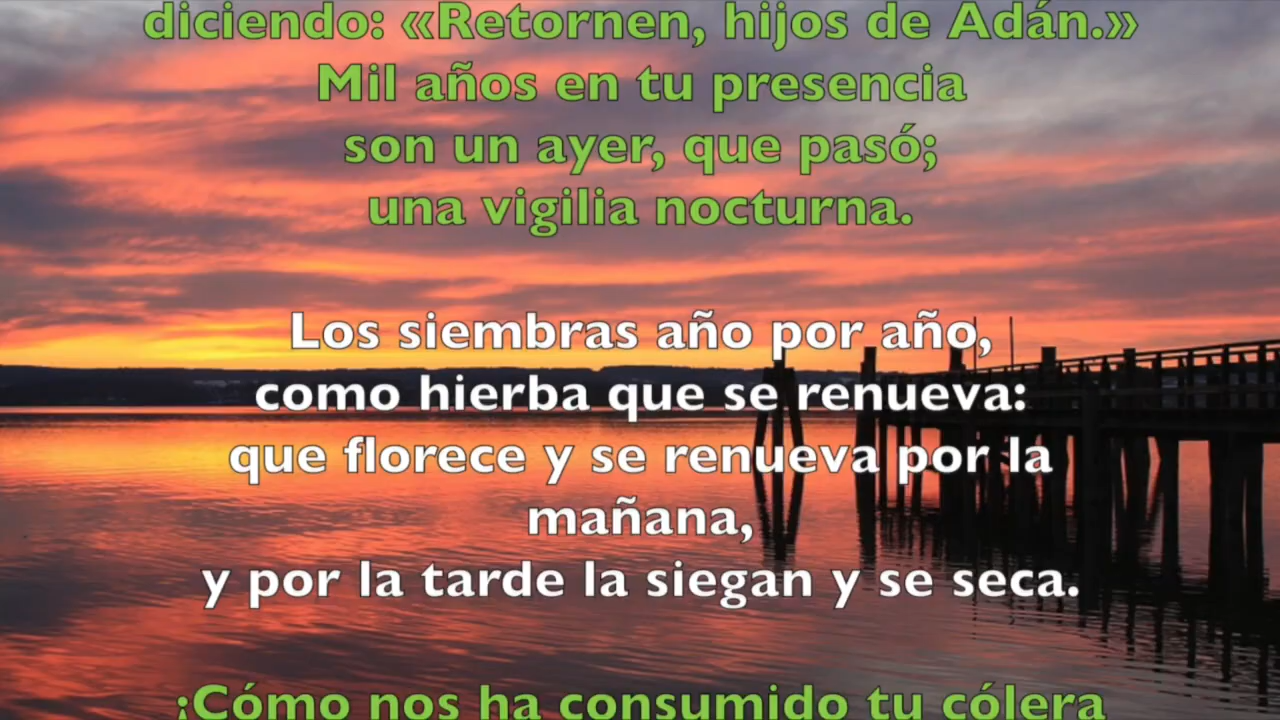 diciendo: «Retornen, hijos de Adán.»
Mil años en tu presencia
son un ayer, que pasó;
una vigilia nocturna.
Los siembras año por año,
como hierba que se renueva:
que florece y se renueva por la
mañana,
y por la tarde la siegan y se seca.
¡Cómo nos ha consumido tu cólera